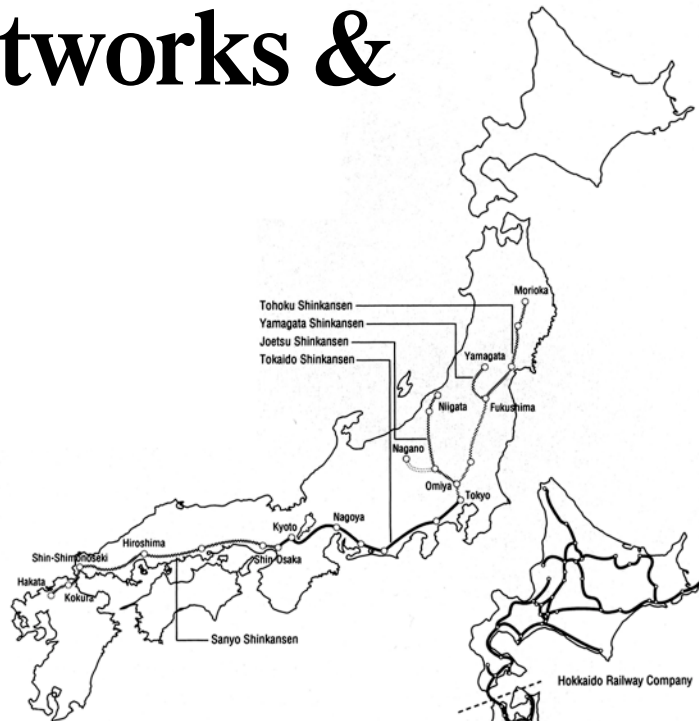 tworks &
Morioka
Tohoku Shinkansen
Yamagata Shinkansen
Joetsu Shinkansen
Tokaido Shinkansen
Yamagata
Niigata
Fukushima
Nagano
Omiya
Tokyo
Nagoya
Kyoto
Hiroshima
Shin-Osaka
Shin-Shimonoseki
Hakata
Kokura
Sanyo Shinkansen
Hokkaido Railway Company